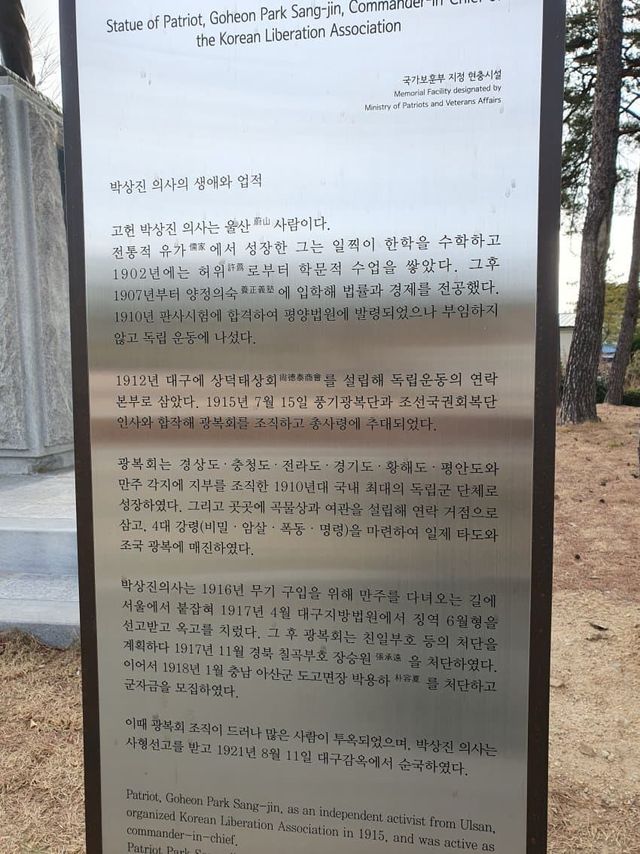 Statue of Patriot, Goheon Park Sang-jin, Commander-in-Chief of
the Korean Liberation Association
국가보훈부 지정 현충시설
Memorial Facility designated by
Ministry of Patriots and Veterans Affairs
박상진 의사의 생애와 업적
고헌 박상진 의사는 울산蔚山 사람이다.
전통적 유가儒家에서 성장한 그는 일찍이 한학을 수학하고
1902년에는 허위許蔿로부터 학문적 수업을 쌓았다. 그후
1907년부터 양정의숙養正義塾에 입학해 법률과 경제를 전공했다.
1910년 판사시험에 합격하여 평양법원에 발령되었으나 부임하지
않고 독립 운동에 나섰다.
1912년 대구에 상덕태상회尙德泰商會를 설립해 독립운동의 연락
본부로 삼았다. 1915년 7월 15일 풍기광복단과 조선국권회복단
인사와 합작해 광복회를 조직하고 총사령에 추대되었다.
광복회는 경상도·충청도·전라도·경기도·황해도·평안도와
만주 각지에 지부를 조직한 1910년대 국내 최대의 독립군 단체로
성장하였다. 그리고 곳곳에 곡물상과 여관을 설립해 연락 거점으로
삼고, 4대 강령(비밀·암살·폭동·명령)을 마련하여 일제 타도와
조국 광복에 매진하였다.
박상진의사는 1916년 무기 구입을 위해 만주를 다녀오는 길에
서울에서 붙잡혀 1917년 4월 대구지방법원에서 징역 6월형을
선고받고 옥고를 치렀다. 그 후 광복회는 친일부호 등의 처단을
계획하다 1917년 11월 경북 칠곡부호 장승원張承遠을 처단하였다.
이어서 1918년 1월 충남 아산군 도고면장 박용하朴容夏를 처단하고
군자금을 모집하였다.
이때 광복회 조직이 드러나 많은 사람이 투옥되었으며, 박상진 의사는
사형선고를 받고 1921년 8월 11일 대구감옥에서 순국하였다.
Patriot, Goheon Park Sang-jin, as an independent activist from Ulsan,
organized Korean Liberation Association in 1915, and was active as
commander-in-chief.
Patriot Park